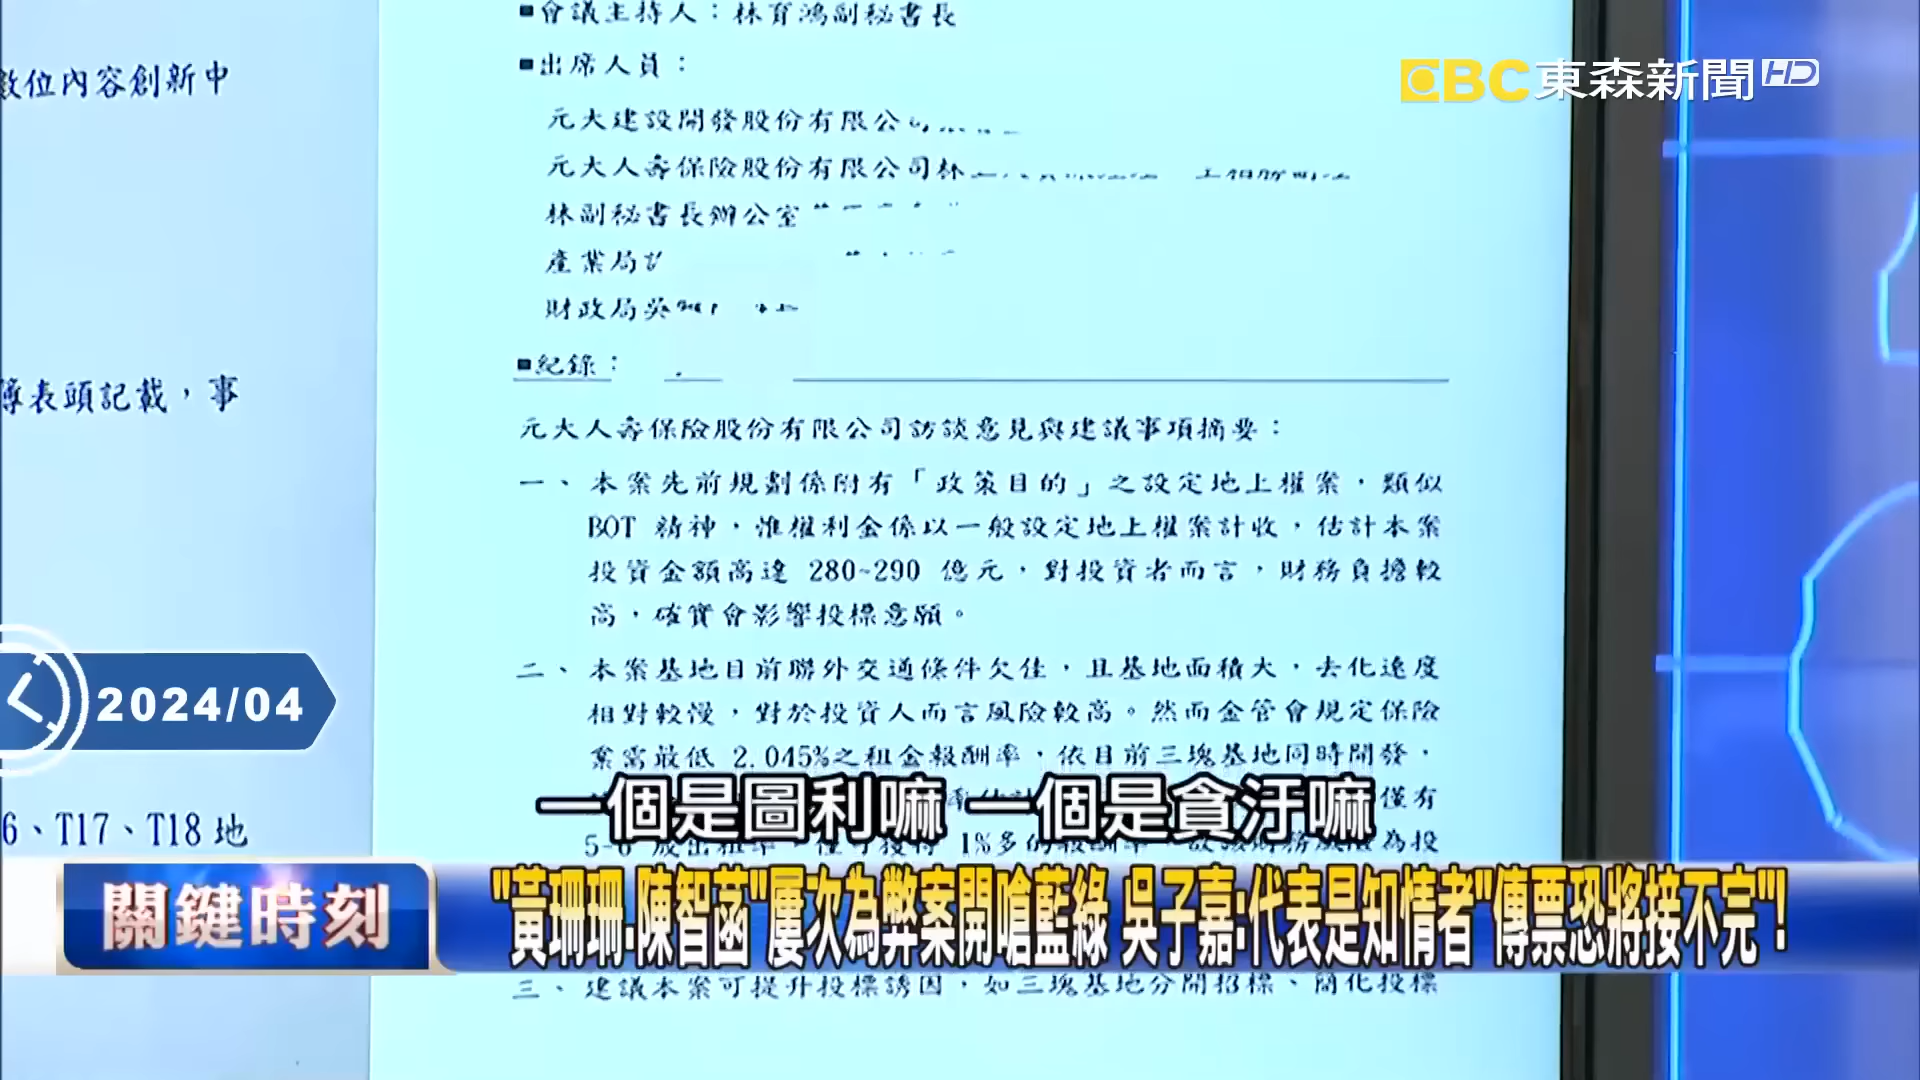 ■會議主持人：林育鴻副秘書長
■出席人員：
元大建設開發股份有限公
元大人壽保險股份有限公司林
林副秘書長辦公室
產業局
財政局吳
■紀錄：
元大人壽保險股份有限公司訪談意見與建議事項摘要：
一、本案先前規劃係附有「政策目的」之設定地上權案，類似
BOT 精神，惟權利金係以一般設定地上權案計收，估計本案
投資金額高達 280~290 億元，對投資者而言，財務負擔較
高，確實會影響投標意願。
二、本案基地目前聯外交通條件欠佳，且基地面積大，去化速度
相對較慢，對於投資人而言風險較高。然而金管會規定保險
業需最低 2.045%之租金報酬率，依目前三塊基地同時開發，
僅有
1%多的報酬率
為投
三、建議本案可提升投標誘因，如三塊基地分開招標、簡化投標
數位內容創新中
簿表頭記載，事
6、T17、T18 地
EBC 東森新聞 HD
2024/04
一個是圖利嘛 一個是貪汙嘛
關鍵時刻
"黃珊珊.陳智菡"屢次為弊案開嗆藍綠 吳子嘉:代表是知情者"傳票恐將接不完"!